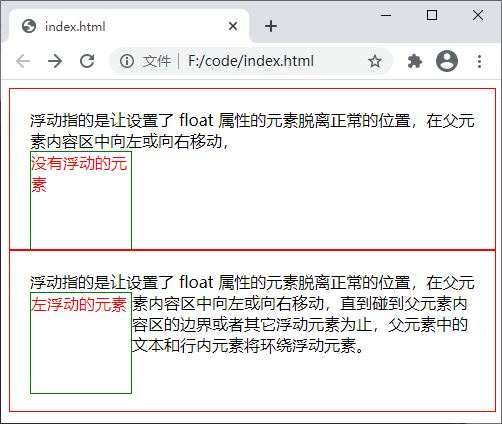 index.html
文件 F:/code/index.html
浮动指的是让设置了 float 属性的元素脱离正常的位置，在父元
素内容区中向左或向右移动，
没有浮动的元
素
浮动指的是让设置了 float 属性的元素脱离正常的位置，在父元
左浮动的元素
素内容区中向左或向右移动，直到碰到父元素内
容区的边界或者其它浮动元素为止，父元素中的
文本和行内元素将环绕浮动元素。